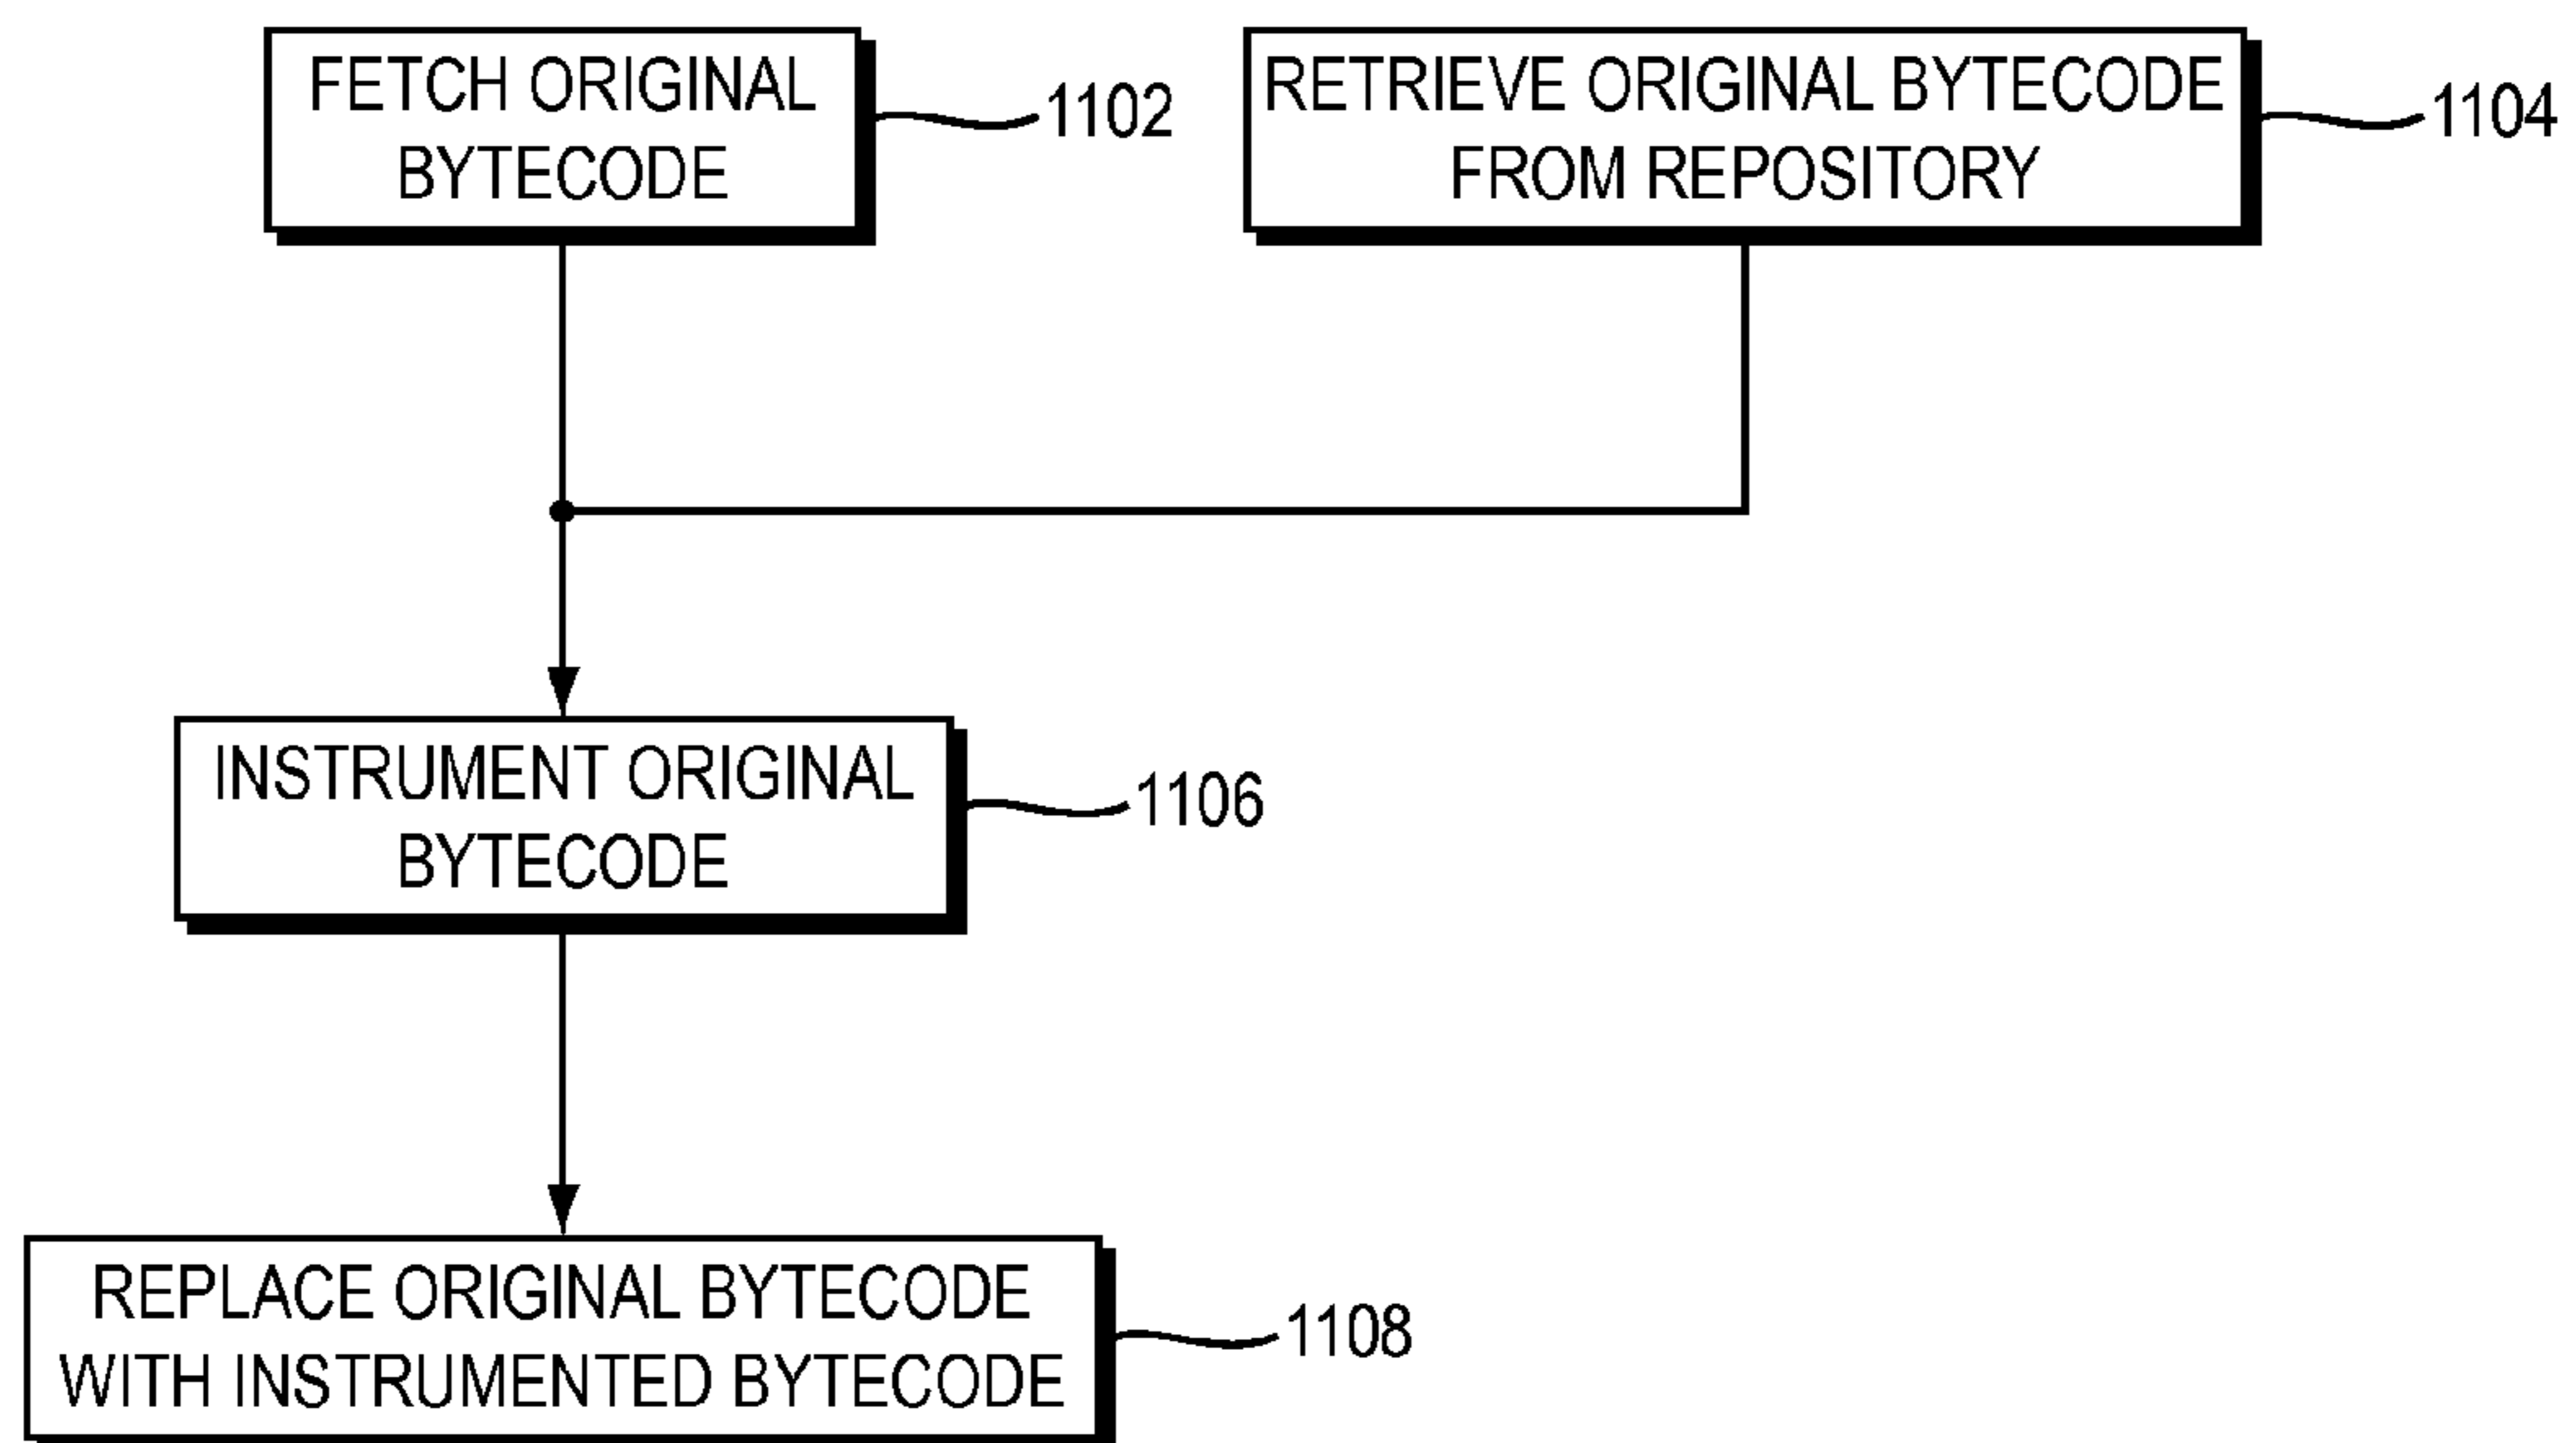 FETCH ORIGINAL
BYTECODE
1102
RETRIEVE ORIGINAL BYTECODE
FROM REPOSITORY
1104
INSTRUMENT ORIGINAL
BYTECODE
1106
REPLACE ORIGINAL BYTECODE
WITH INSTRUMENTED BYTECODE
1108